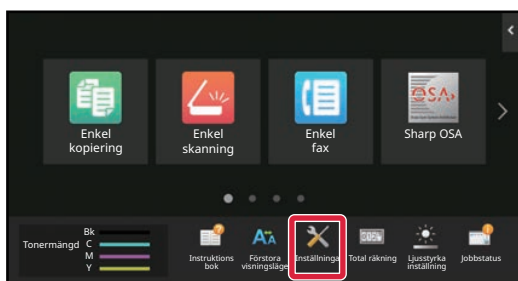 Enkel
kopiering
Enkel
skanning
Enkel
fax
OSA
Sharp OSA
Tonermängd
Bk
C
M
Y
Instruktions
bok
Förstora
visningsläge
Inställningar
Total räkning
Ljusstyrka
inställning
Jobbstatus